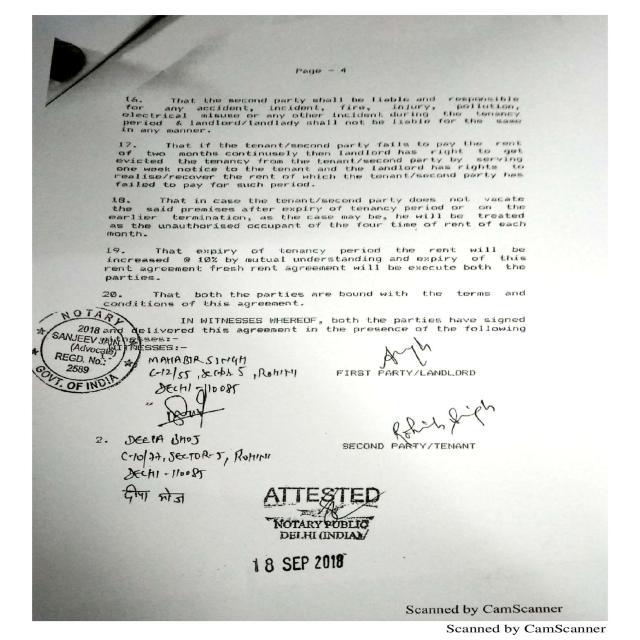 Page - 4
16. That the second party shall be liable and responsible
for any accident, incident, fire, injury, pollution,
electrical misuse or any other incident during the tenancy
period & landlord/landlady shall not be liable for the same
in any manner.
17. That if the tenant/second party fails to pay the rent
of two months continusely then landlord has right to get
evicted the tenancy from the tenant/second party by serving
one week notice to the tenant and the landlord has rights to
realise/recover the rent of which the tenant/second party has
failed to pay for such period.
18. That in case the tenant/second party does not vacate
the said premises after expiry of tenancy period or on the
earlier termination, as the case may be, he will be treated
as the unauthorised occupant of the four time of rent of each
month.
19. That expiry of tenancy period the rent will be
increased @ 10% by mutual understanding and expiry of this
rent agreement fresh rent agreement will be execute both the
parties.
20. That both the parties are bound with the terms and
conditions of this agreement.
IN WITNESSES WHEREOF, both the parties have signed
and delivered this agreement in the presence of the following
witnesses:-
WITNESSES:-
NOTARY
2018
SANJEEV JAIN
(Advocate)
REGD. No.:
2589
GOVT. OF INDIA
1. MAHABIR SINGH
C-12/55, Sector 5, ROHINI
DELHI-110085
FIRST PARTY/LANDLORD
Rohish Singh
SECOND PARTY/TENANT
2. DEEPA BHOJ
C-10/77, SECTOR-5, ROHINI
DELHI-110085
दीपा भोज
ATTESTED
NOTARY PUBLIC
DELHI (INDIA)
18 SEP 2018
Scanned by CamScanner
Scanned by CamScanner